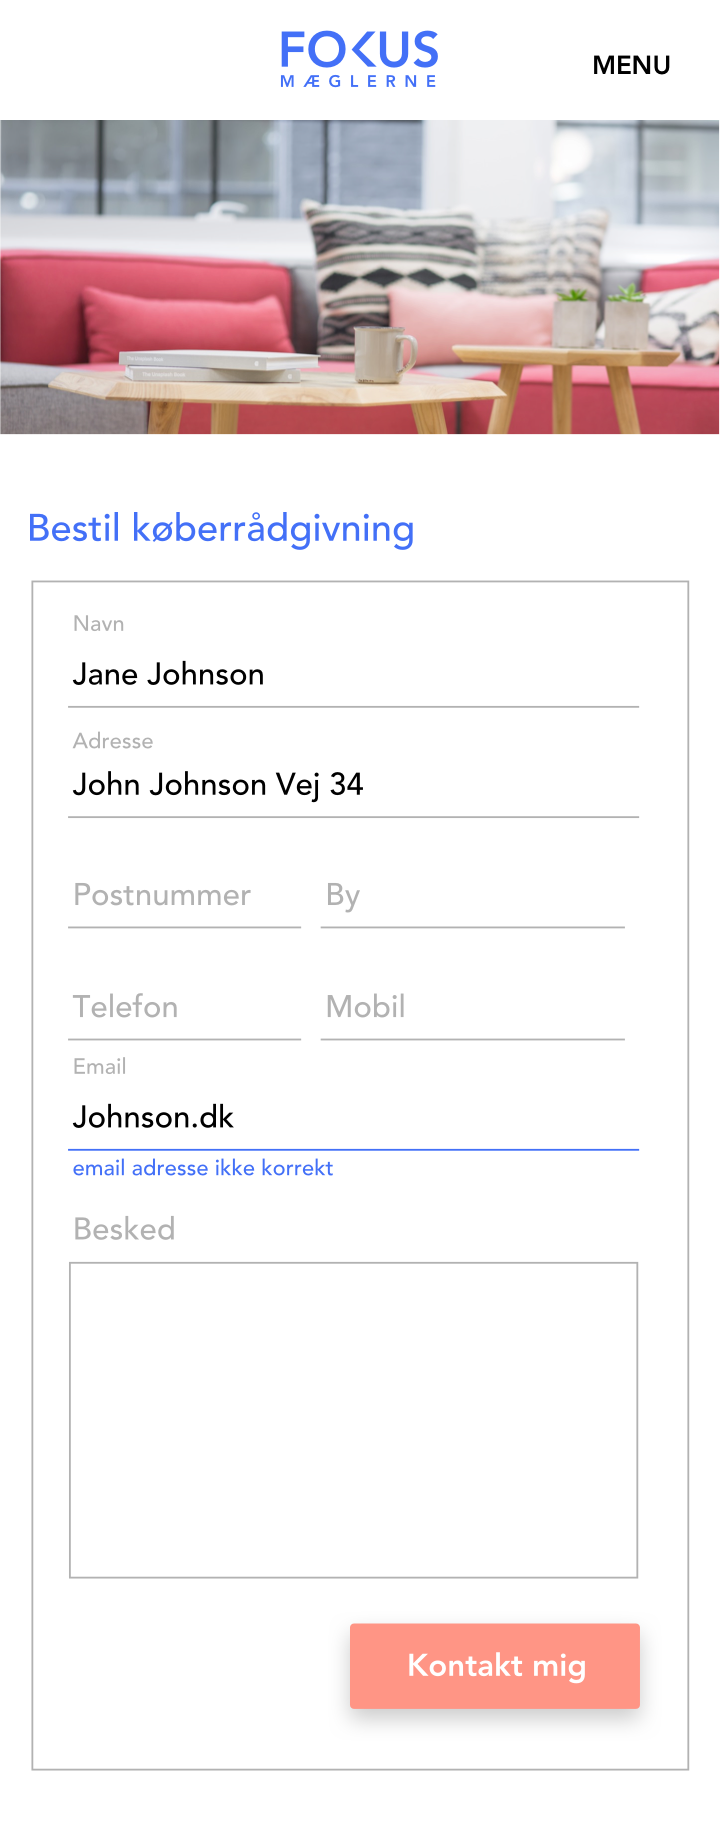 FOKUS
MÆGLERNE
MENU
Bestil køberrådgivning
Navn
Jane Johnson
Adresse
John Johnson Vej 34
Postnummer By
Telefon Mobil
Email
Johnson.dk
email adresse ikke korrekt
Besked
Kontakt mig